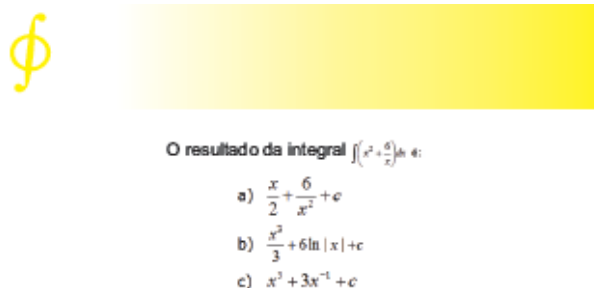 ∮
O resultado da integral ∫(x² + 6/x)dx é:
a) x/2 + 6/x² + c
b) x³/3 + 6ln|x| + c
c) x³ + 3x⁻¹ + c